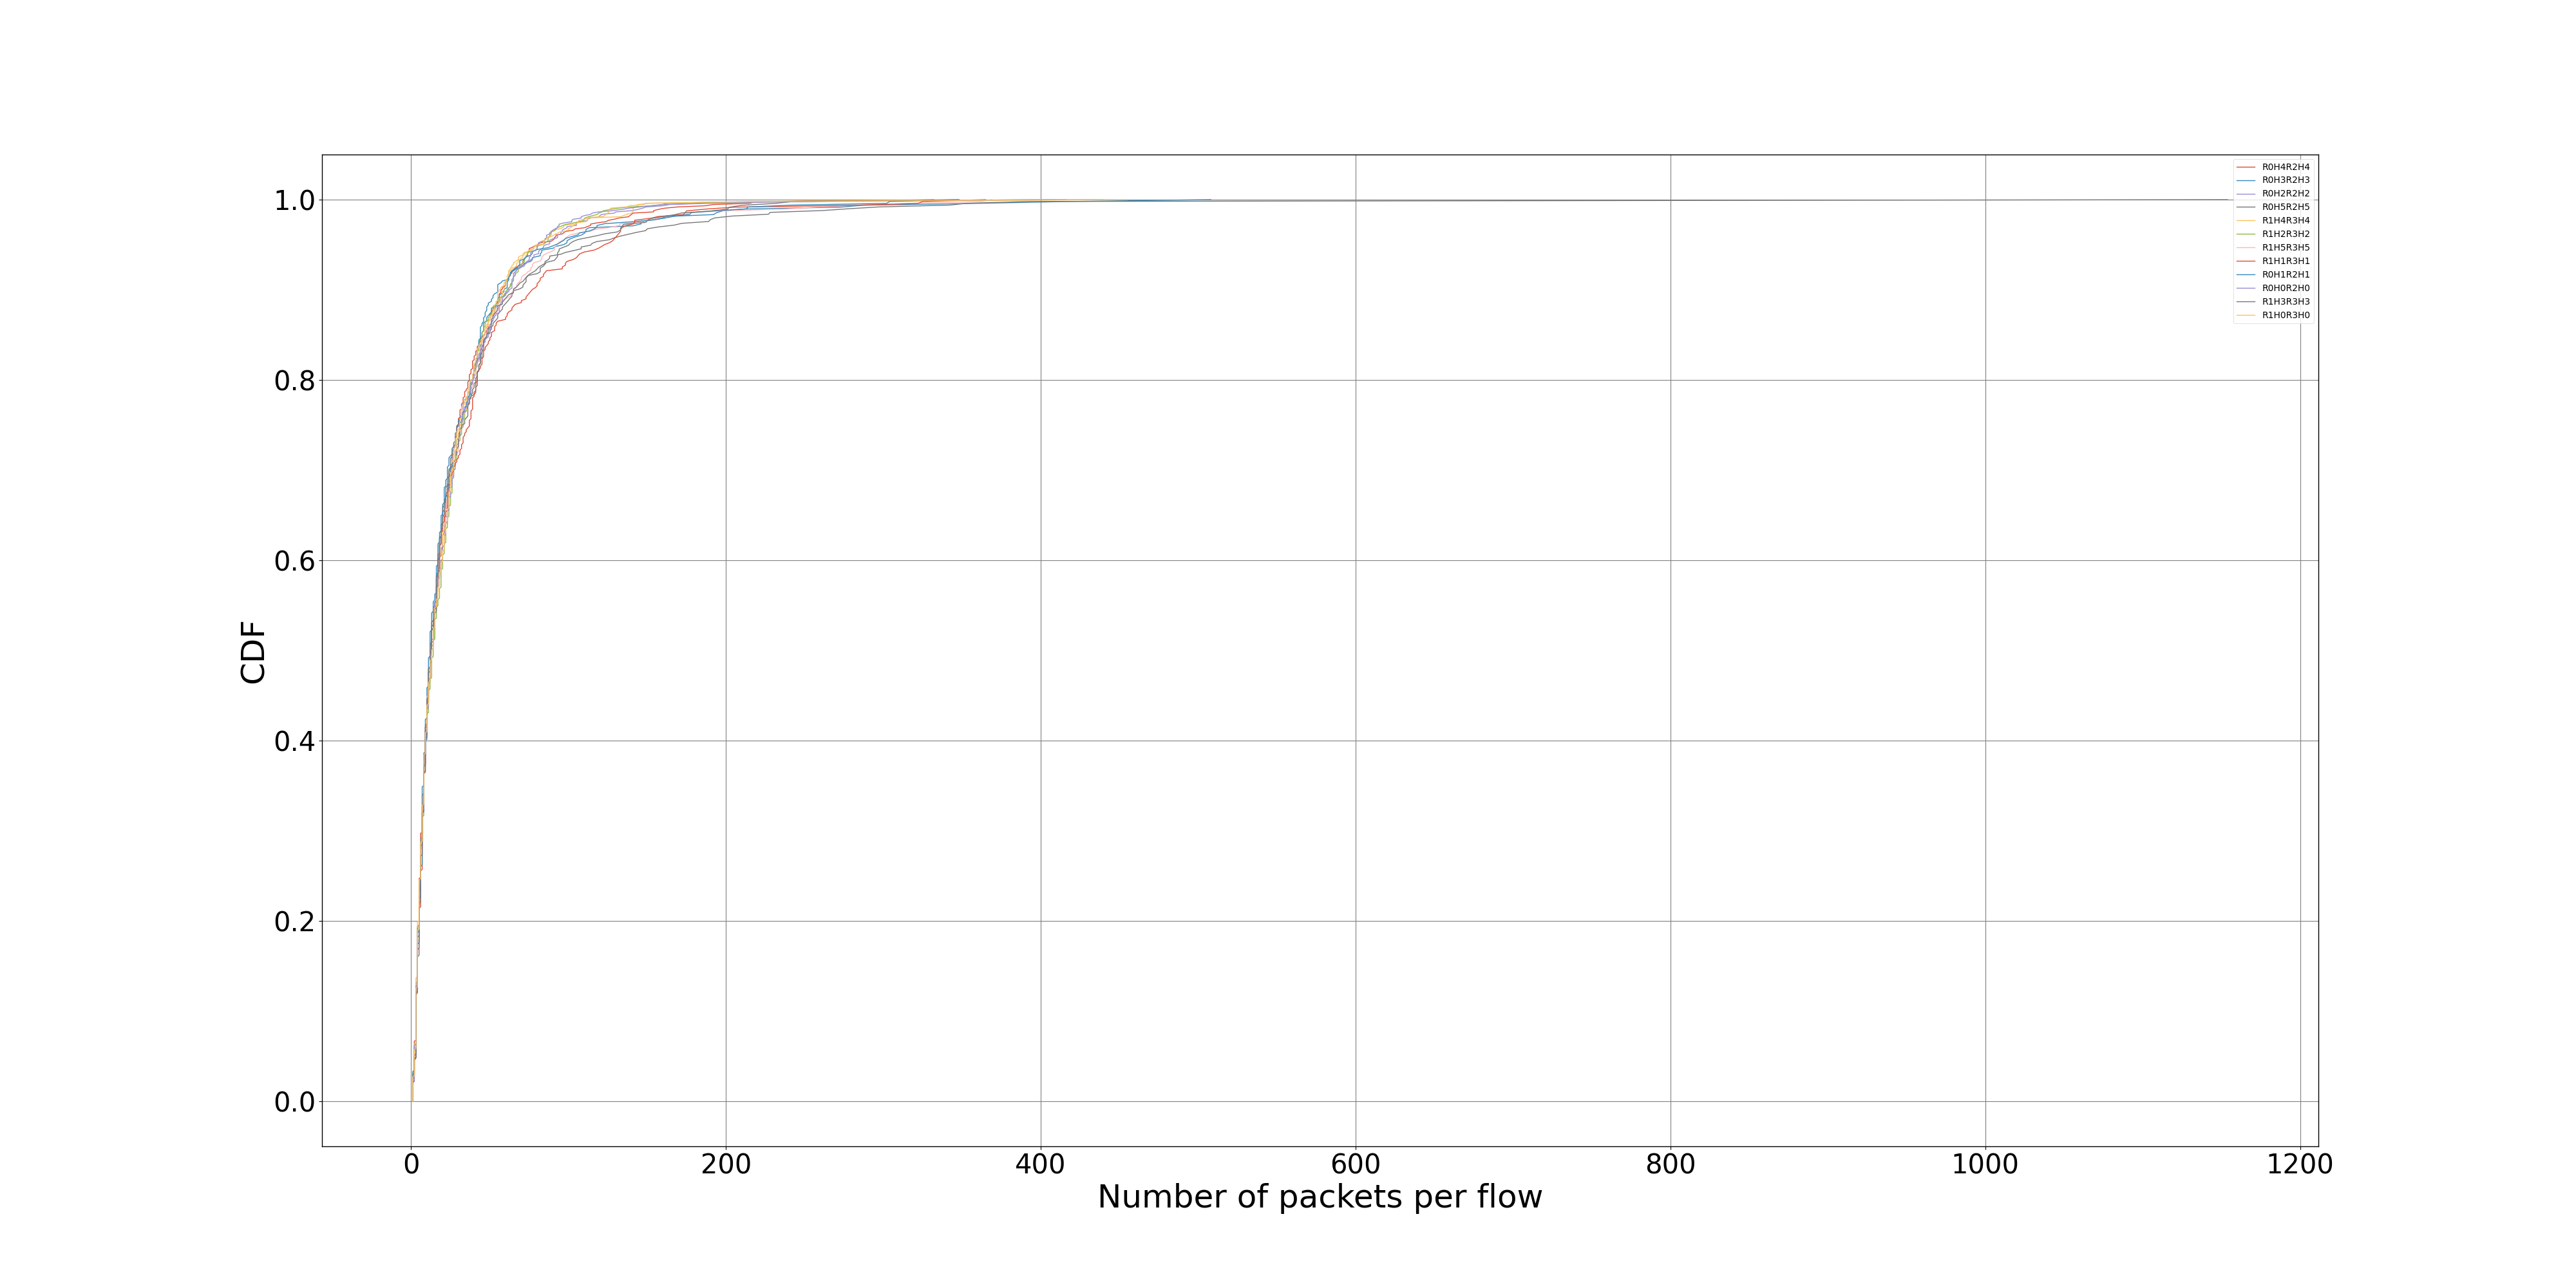 1.0
0.8
0.6
0.4
0.2
0.0
CDF
0
200
400
600
800
1000
1200
Number of packets per flow
R0H4R2H4
R0H3R2H3
R0H2R2H2
R0H5R2H5
R1H4R3H4
R1H2R3H2
R1H5R3H5
R1H1R3H1
R0H1R2H1
R0H0R2H0
R1H3R3H3
R1H0R3H0